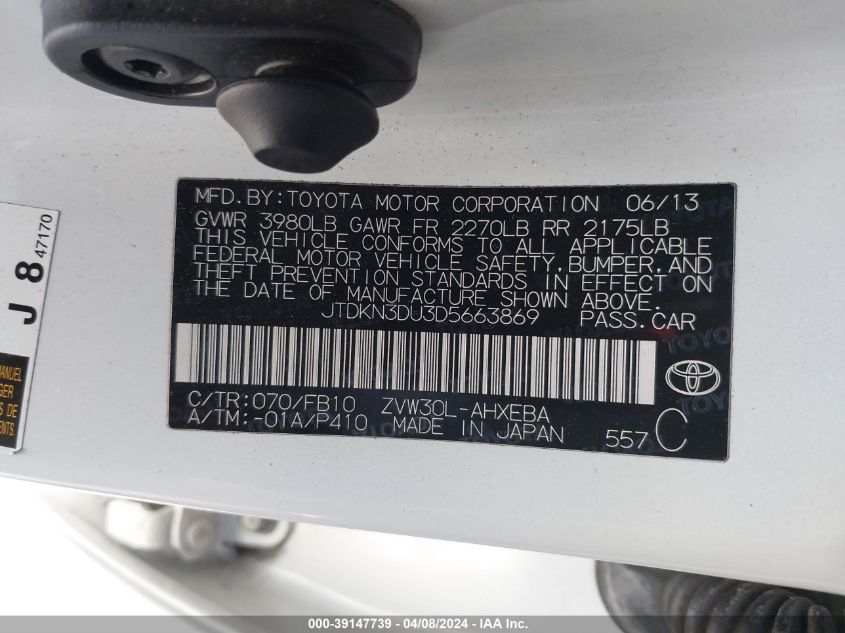 MFD. BY: TOYOTA MOTOR CORPORATION 06/13
GVWR 3980LB GAWR FR 2270LB RR 2175LB
THIS VEHICLE CONFORMS TO ALL APPLICABLE
FEDERAL MOTOR VEHICLE SAFETY, BUMPER, AND
THEFT PREVENTION STANDARDS IN EFFECT ON
THE DATE OF MANUFACTURE SHOWN ABOVE.
JTDKN3DU3D5663869 PASS. CAR
C/TR: 070/FB10 ZVW30L-AHXEBA
A/TM: -01A/P410 MADE IN JAPAN 557 C
J 8 47170
MANUEL
000-39147739 - 04/08/2024 - IAA Inc.